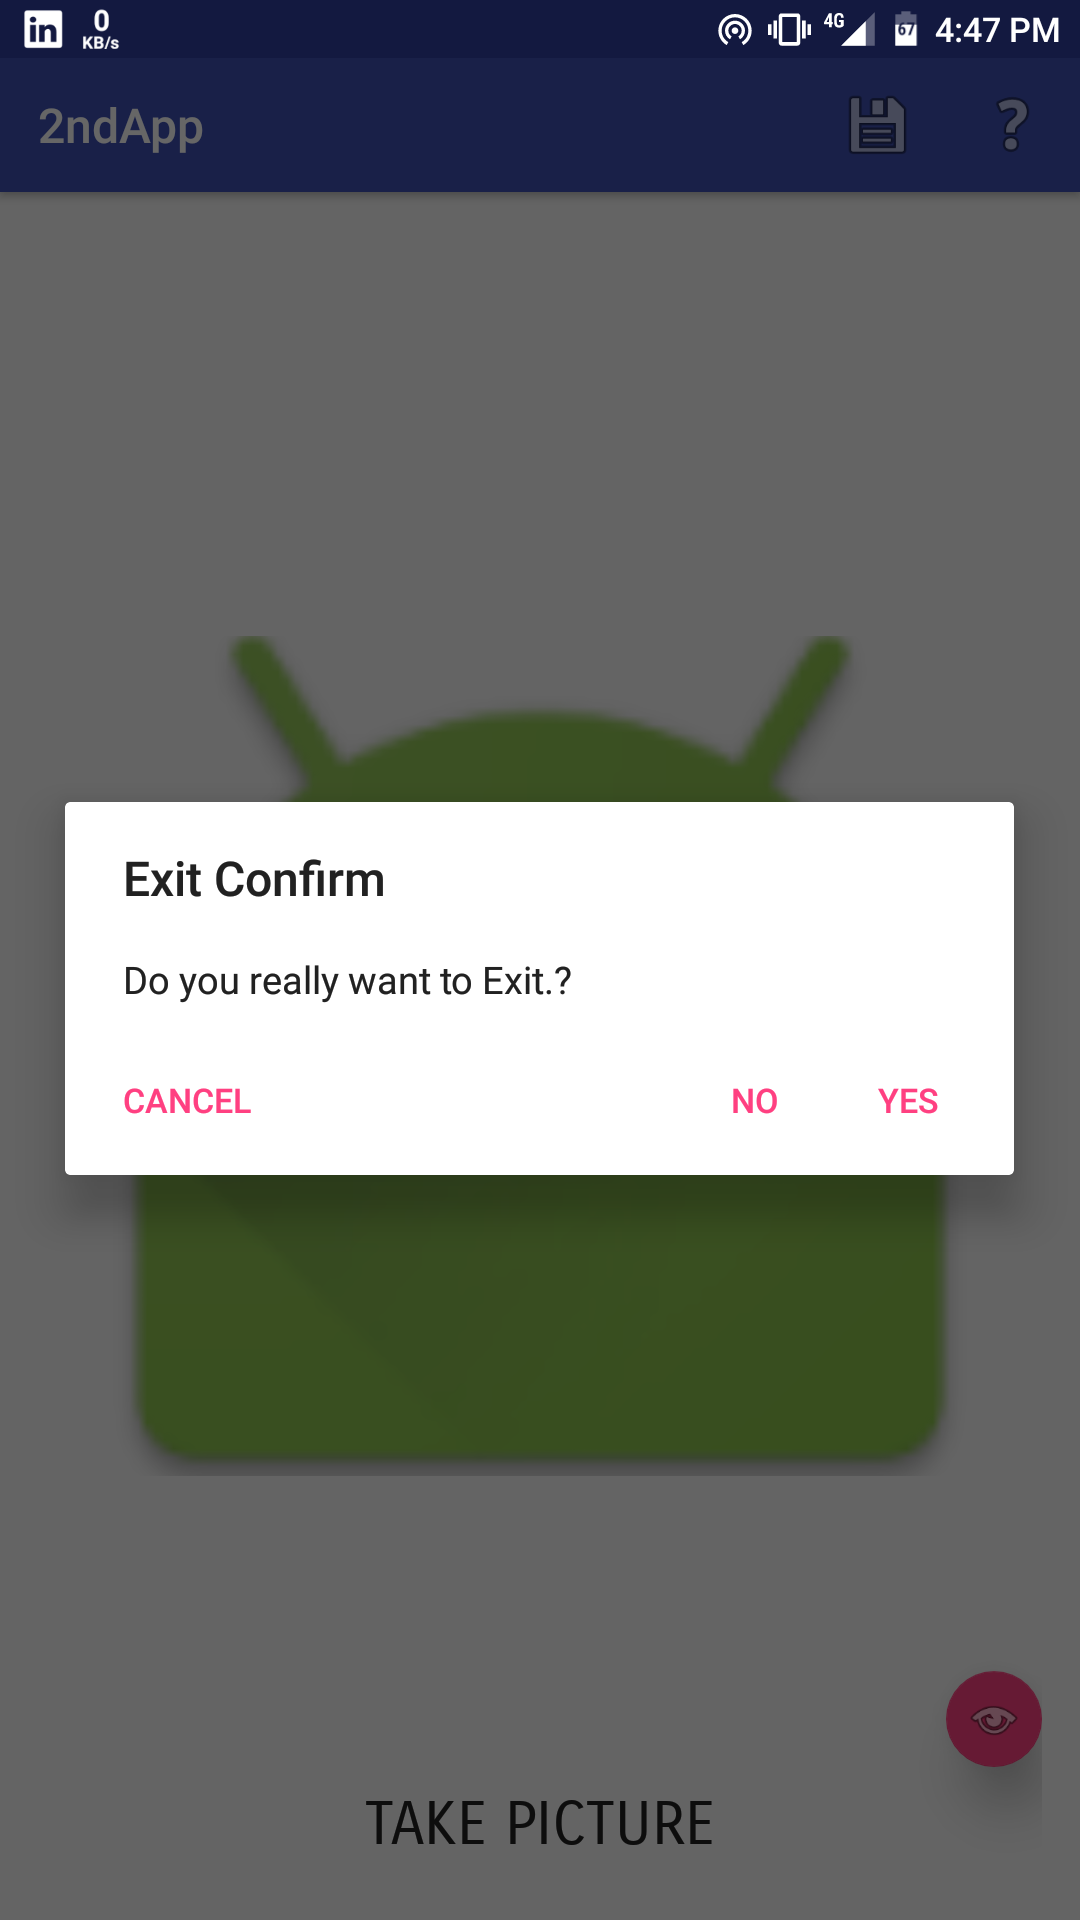 in 0 KB/s 4G 67 4:47 PM
2ndApp ?
Exit Confirm
Do you really want to Exit.?
CANCEL NO YES
TAKE PICTURE